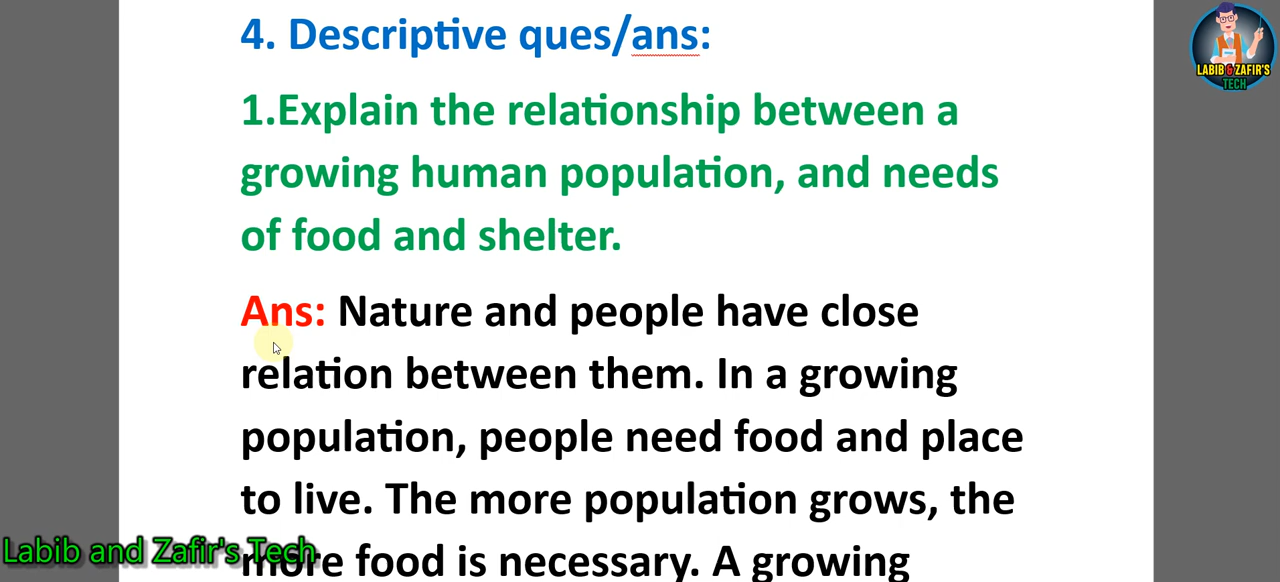 4. Descriptive ques/ans:
1.Explain the relationship between a
growing human population, and needs
of food and shelter.
Ans: Nature and people have close
relation between them. In a growing
population, people need food and place
to live. The more population grows, the
more food is necessary. A growing
LABIB & ZAFIR'S
TECH
Labib and Zafir's Tech